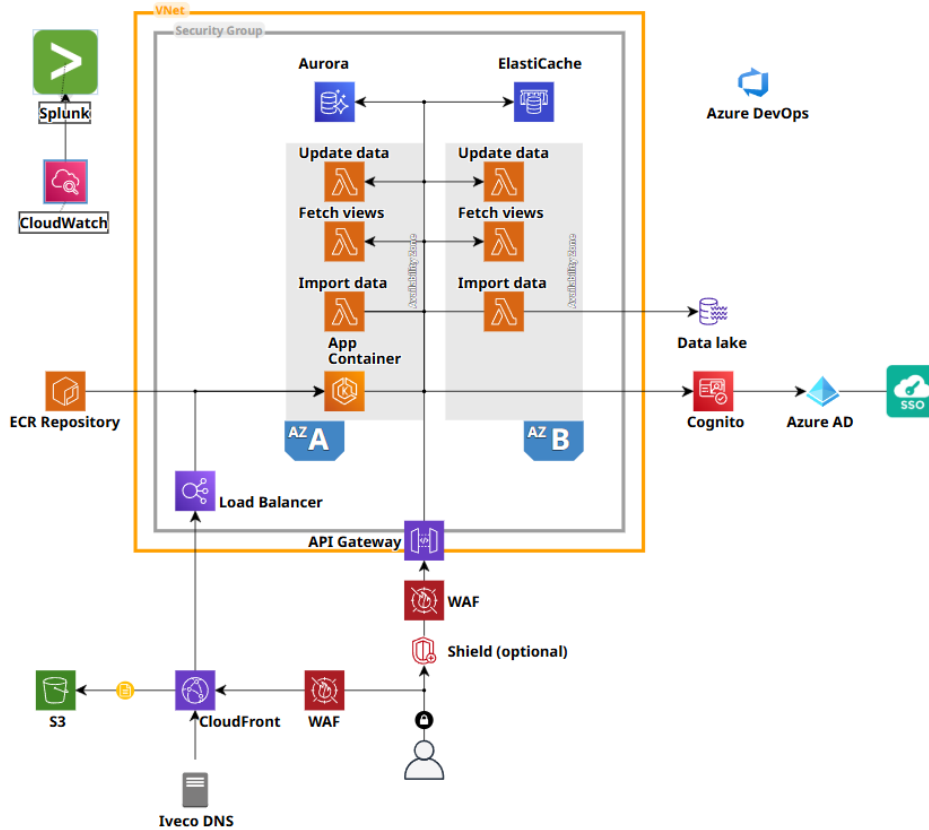 VNet
Security Group
Aurora
ElastiCache
Splunk
Azure DevOps
Update data
Update data
CloudWatch
Fetch views
Fetch views
Availability Zone
Availability Zone
Import data
Import data
Data lake
App
Container
ECR Repository
Cognito
Azure AD
SSO
AZ A
AZ B
Load Balancer
API Gateway
WAF
Shield (optional)
S3
CloudFront
WAF
Iveco DNS